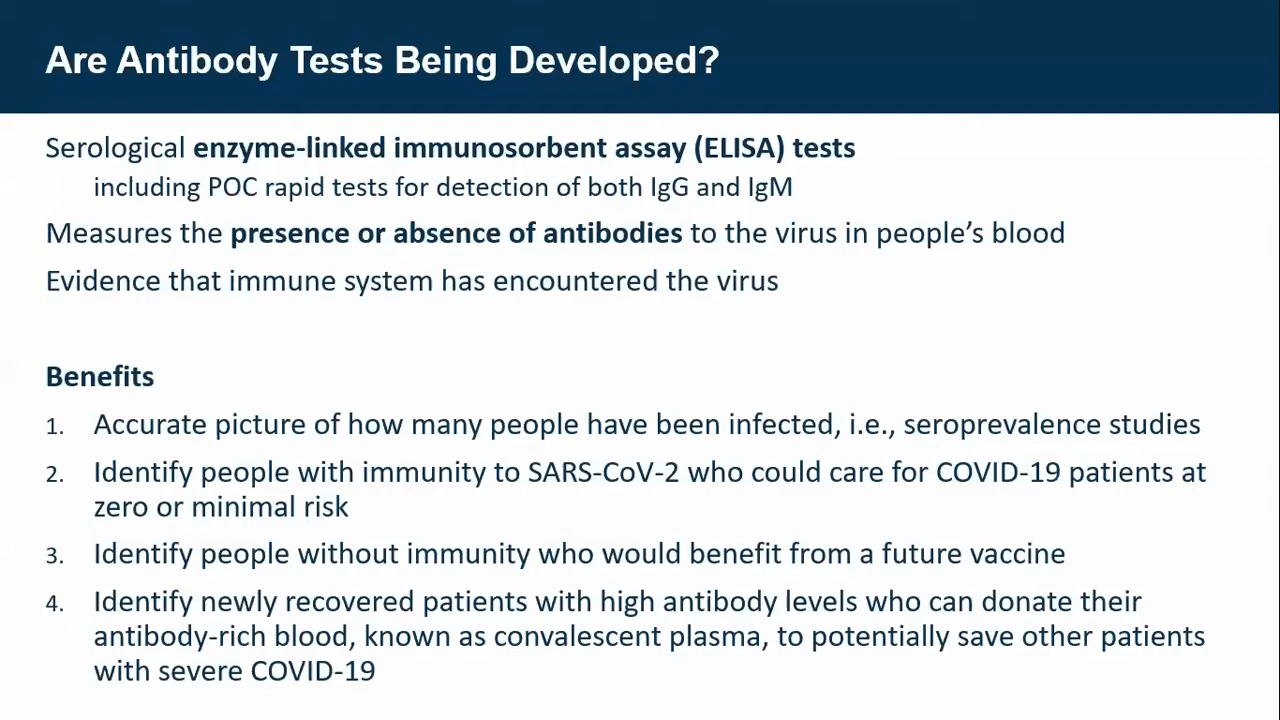 Are Antibody Tests Being Developed?
Serological enzyme-linked immunosorbent assay (ELISA) tests
including POC rapid tests for detection of both IgG and IgM
Measures the presence or absence of antibodies to the virus in people’s blood
Evidence that immune system has encountered the virus
Benefits
1. Accurate picture of how many people have been infected, i.e., seroprevalence studies
2. Identify people with immunity to SARS-CoV-2 who could care for COVID-19 patients at
zero or minimal risk
3. Identify people without immunity who would benefit from a future vaccine
4. Identify newly recovered patients with high antibody levels who can donate their
antibody-rich blood, known as convalescent plasma, to potentially save other patients
with severe COVID-19